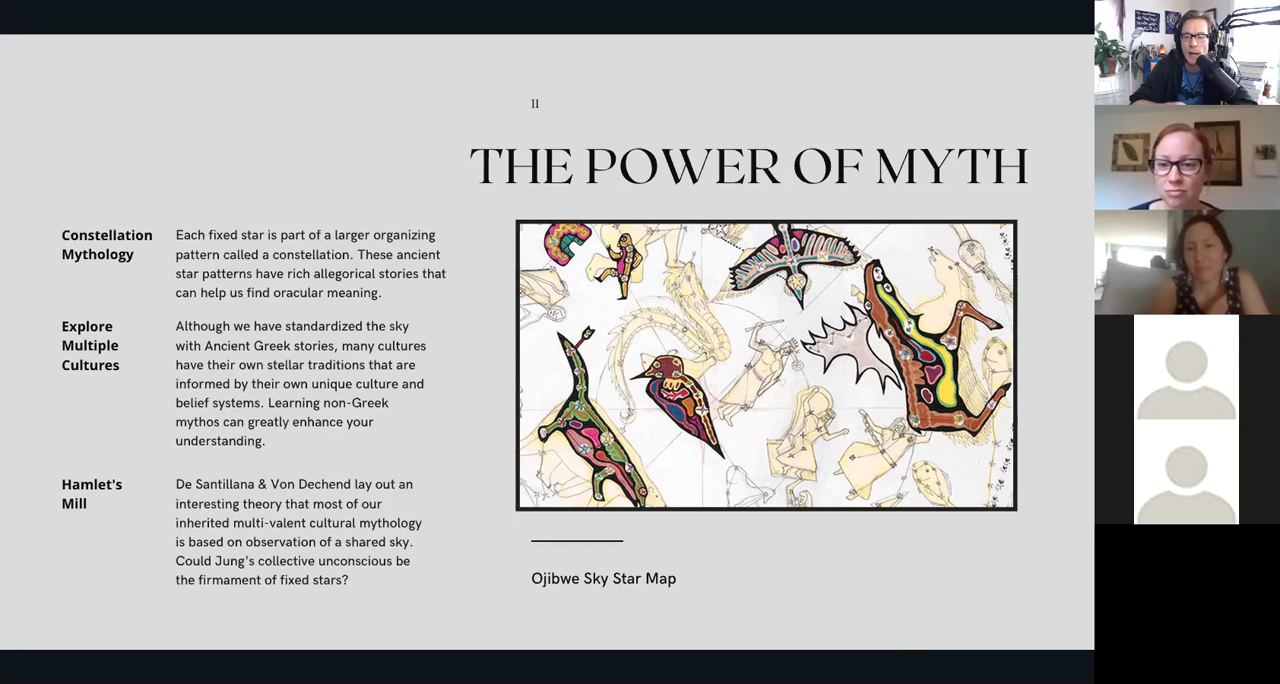 11
THE POWER OF MYTH
Constellation
Mythology
Each fixed star is part of a larger organizing
pattern called a constellation. These ancient
star patterns have rich allegorical stories that
can help us find oracular meaning.
Explore
Multiple
Cultures
Although we have standardized the sky
with Ancient Greek stories, many cultures
have their own stellar traditions that are
informed by their own unique culture and
belief systems. Learning non-Greek
mythos can greatly enhance your
understanding.
Hamlet's
Mill
De Santillana & Von Dechend lay out an
interesting theory that most of our
inherited multi-valent cultural mythology
is based on observation of a shared sky.
Could Jung's collective unconscious be
the firmament of fixed stars?
Ojibwe Sky Star Map